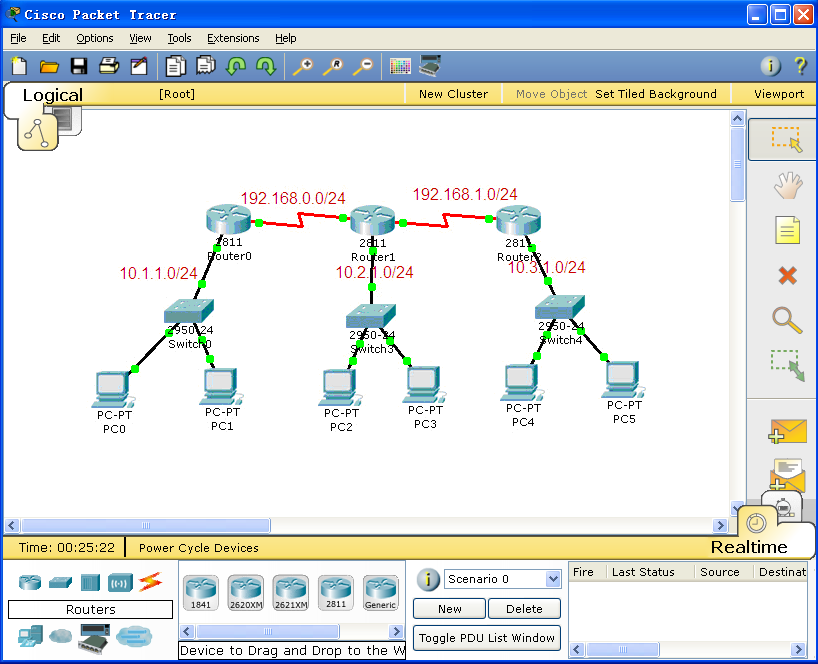 Cisco Packet Tracer
File Edit Options View Tools Extensions Help
Logical [Root] New Cluster Move Object Set Tiled Background Viewport
192.168.0.0/24 192.168.1.0/24
2811
Router0
2811
Router1
2811
Router2
10.1.1.0/24 10.2.1.0/24 10.3.1.0/24
2950-24
Switch0
2950-24
Switch3
2950-24
Switch4
PC-PT
PC0
PC-PT
PC1
PC-PT
PC2
PC-PT
PC3
PC-PT
PC4
PC-PT
PC5
Time: 00:25:22 Power Cycle Devices Realtime
Routers
1841 2620XM 2621XM 2811 Generic
Device to Drag and Drop to the W
Scenario 0
New Delete
Toggle PDU List Window
Fire Last Status Source Destinat